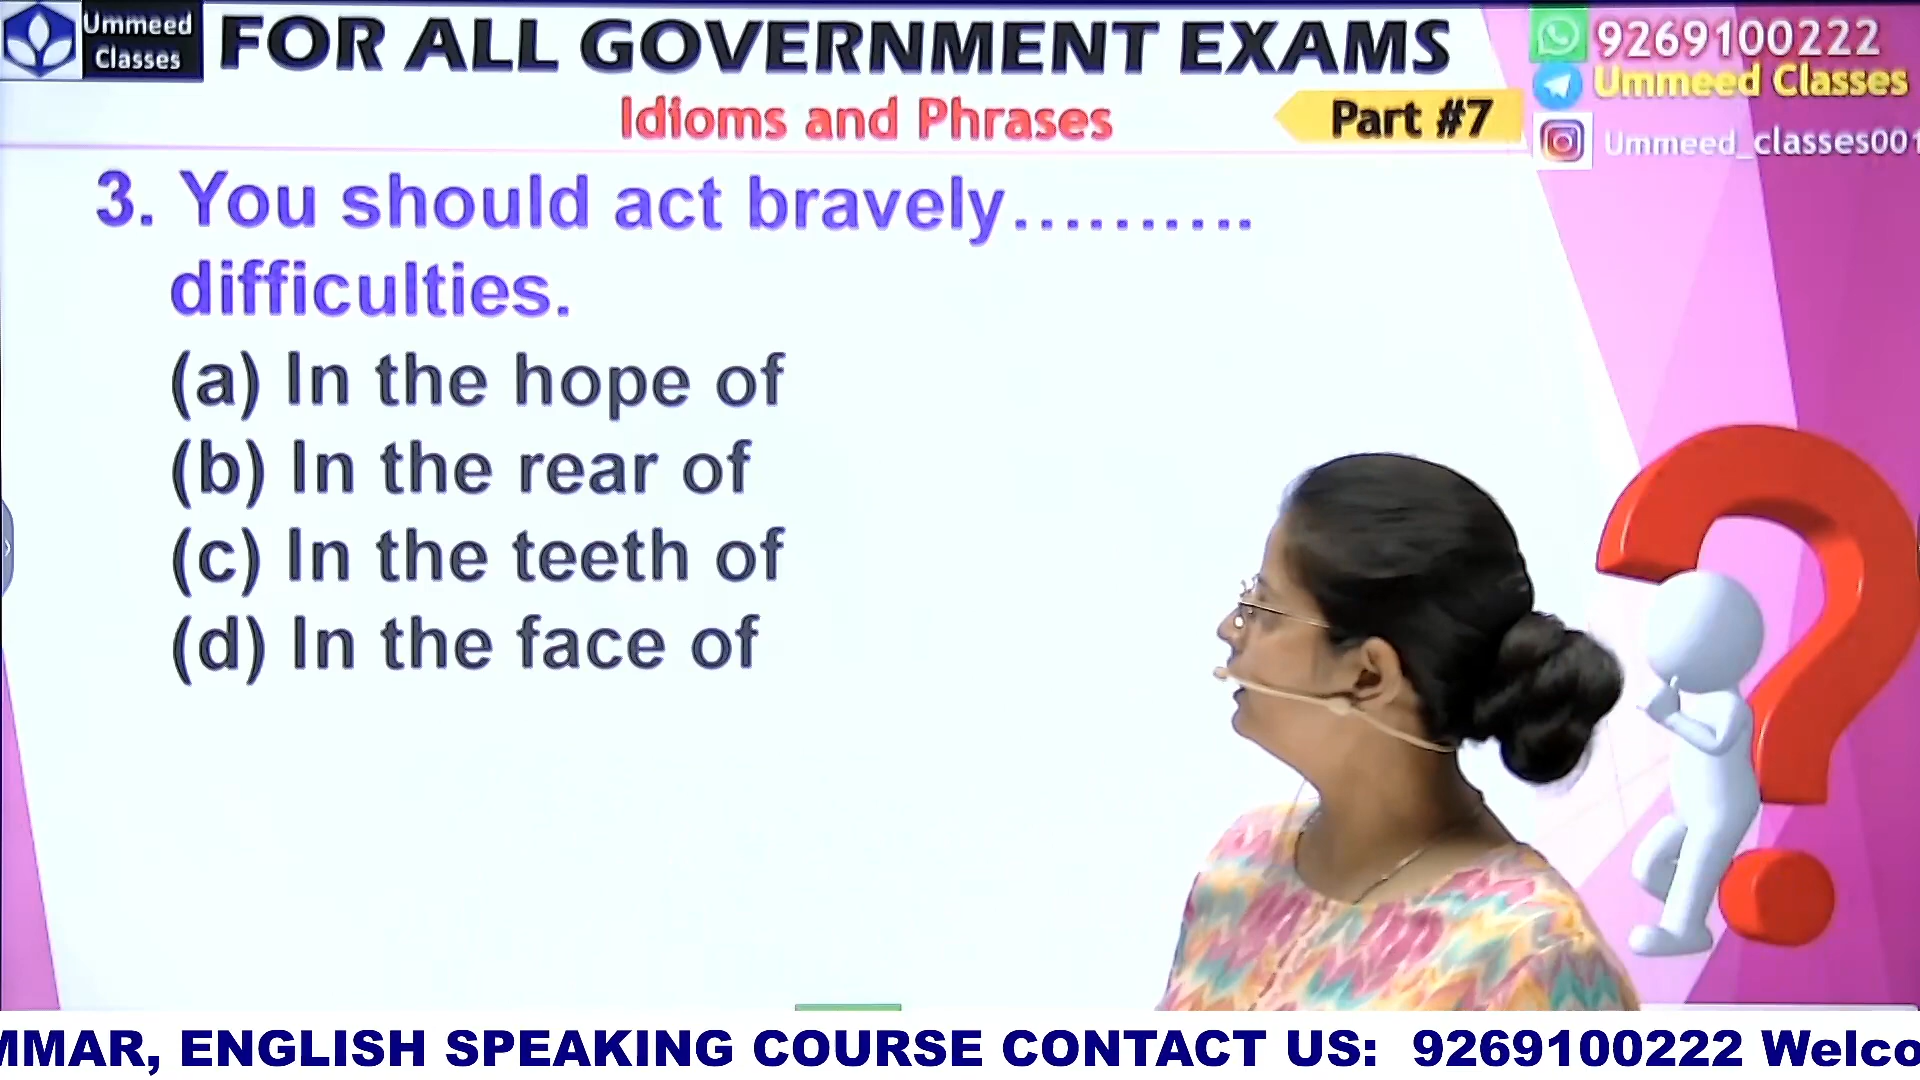 Ummeed
Classes
FOR ALL GOVERNMENT EXAMS
9269100222
Ummeed Classes
Idioms and Phrases
Part #7
Ummeed_classes001
3. You should act bravely..........
difficulties.
(a) In the hope of
(b) In the rear of
(c) In the teeth of
(d) In the face of
MMAR, ENGLISH SPEAKING COURSE CONTACT US: 9269100222 Welco